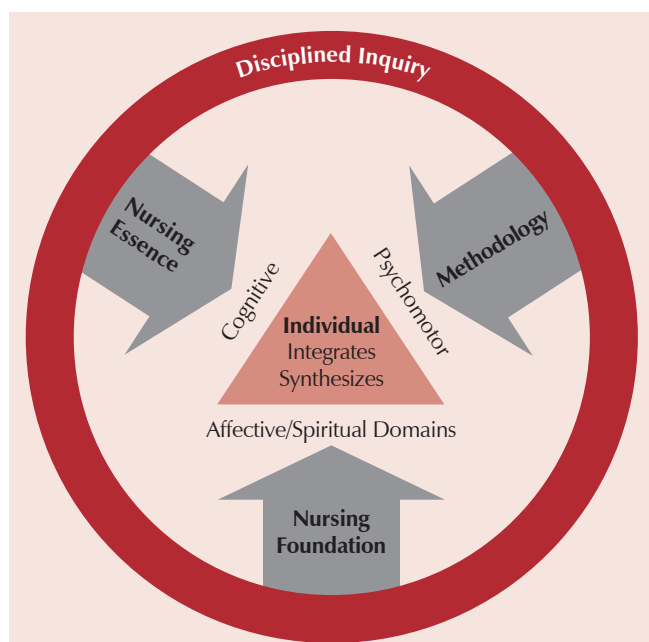 Disciplined Inquiry
Nursing
Essence
Methodology
Cognitive
Psychomotor
Individual
Integrates
Synthesizes
Affective/Spiritual Domains
Nursing
Foundation